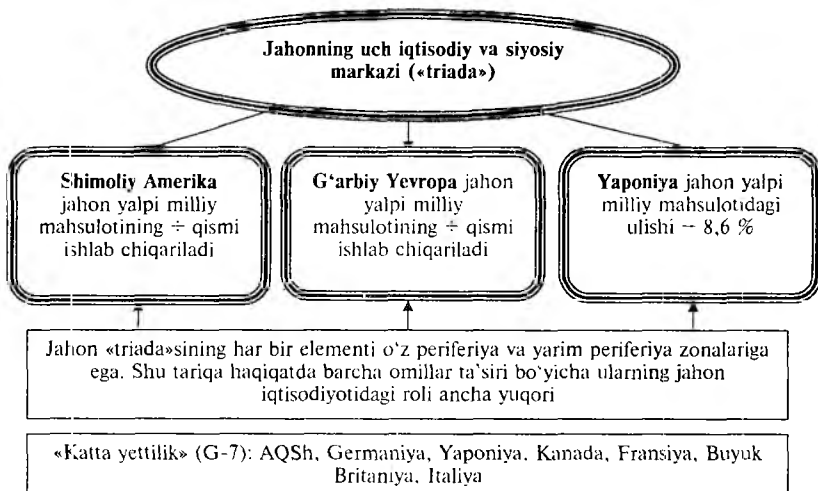 Jahonning uch iqtisodiy va siyosiy
markazi («triada»)
Shimoliy Amerika
jahon yalpi milliy
mahsulotining ÷ qismi
ishlab chiqariladi
G‘arbiy Yevropa jahon
yalpi milliy
mahsulotining ÷ qismi
ishlab chiqariladi
Yaponiya jahon yalpi
milliy mahsulotidagi
ulishi – 8,6 %
Jahon «triada»sining har bir elementi o‘z periferiya va yarim periferiya zonalariga
ega. Shu tariqa haqiqatda barcha omillar ta’siri bo‘yicha ularning jahon
iqtisodiyotidagi roli ancha yuqori
«Katta yettilik» (G-7): AQSh, Germaniya, Yaponiya, Kanada, Fransiya, Buyuk
Britaniya, Italiya